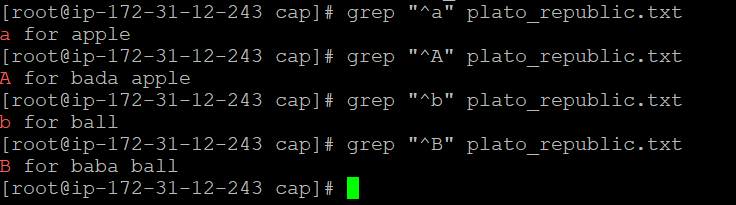 [root@ip-172-31-12-243 cap]# grep "^a" plato_republic.txt
a for apple
[root@ip-172-31-12-243 cap]# grep "^A" plato_republic.txt
A for bada apple
[root@ip-172-31-12-243 cap]# grep "^b" plato_republic.txt
b for ball
[root@ip-172-31-12-243 cap]# grep "^B" plato_republic.txt
B for baba ball
[root@ip-172-31-12-243 cap]#